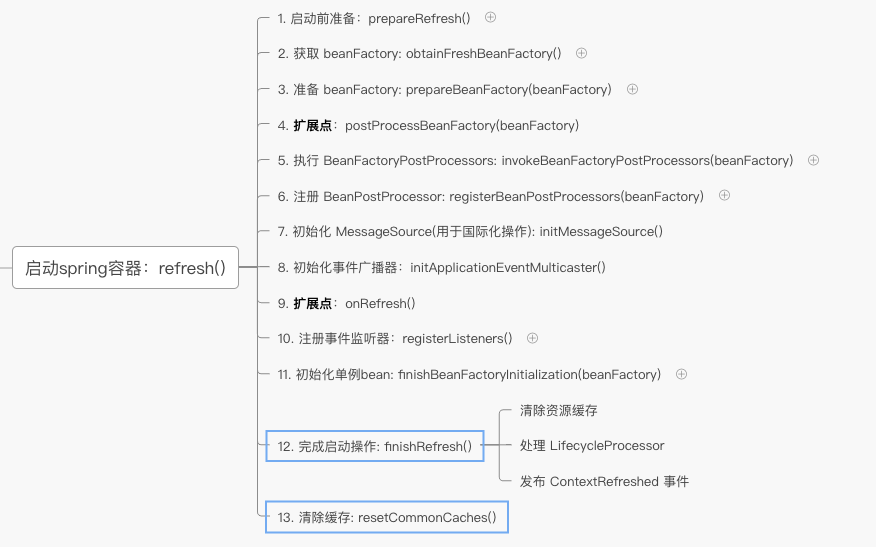 1. 启动前准备：prepareRefresh()
2. 获取 beanFactory: obtainFreshBeanFactory()
3. 准备 beanFactory: prepareBeanFactory(beanFactory)
4. 扩展点：postProcessBeanFactory(beanFactory)
5. 执行 BeanFactoryPostProcessors: invokeBeanFactoryPostProcessors(beanFactory)
6. 注册 BeanPostProcessor: registerBeanPostProcessors(beanFactory)
7. 初始化 MessageSource(用于国际化操作): initMessageSource()
启动spring容器：refresh()
8. 初始化事件广播器：initApplicationEventMulticaster()
9. 扩展点：onRefresh()
10. 注册事件监听器：registerListeners()
11. 初始化单例bean: finishBeanFactoryInitialization(beanFactory)
12. 完成启动操作: finishRefresh()
清除资源缓存
处理 LifecycleProcessor
发布 ContextRefreshed 事件
13. 清除缓存: resetCommonCaches()